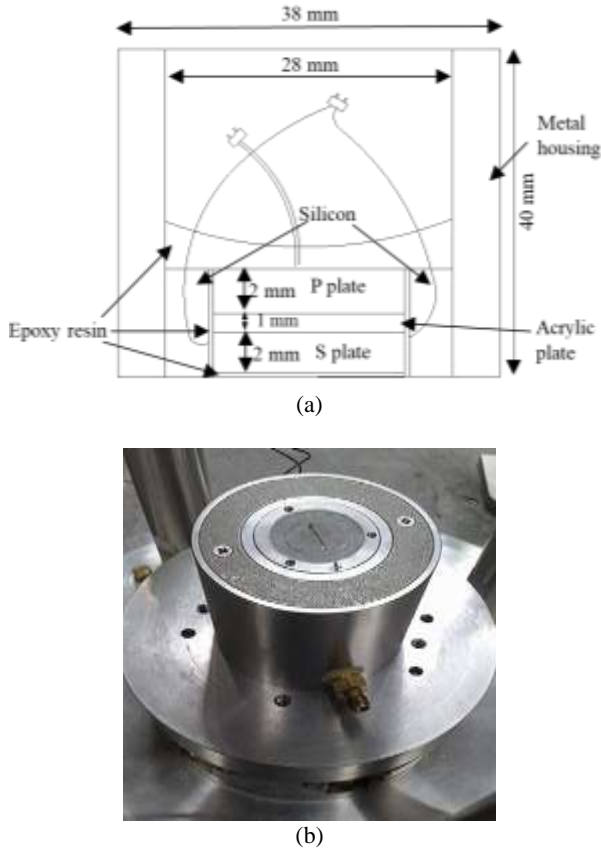 38 mm
28 mm
Metal
housing
40 mm
Silicon
2 mm P plate
1 mm
Epoxy resin
Acrylic
plate
2 mm S plate
(a)
(b)